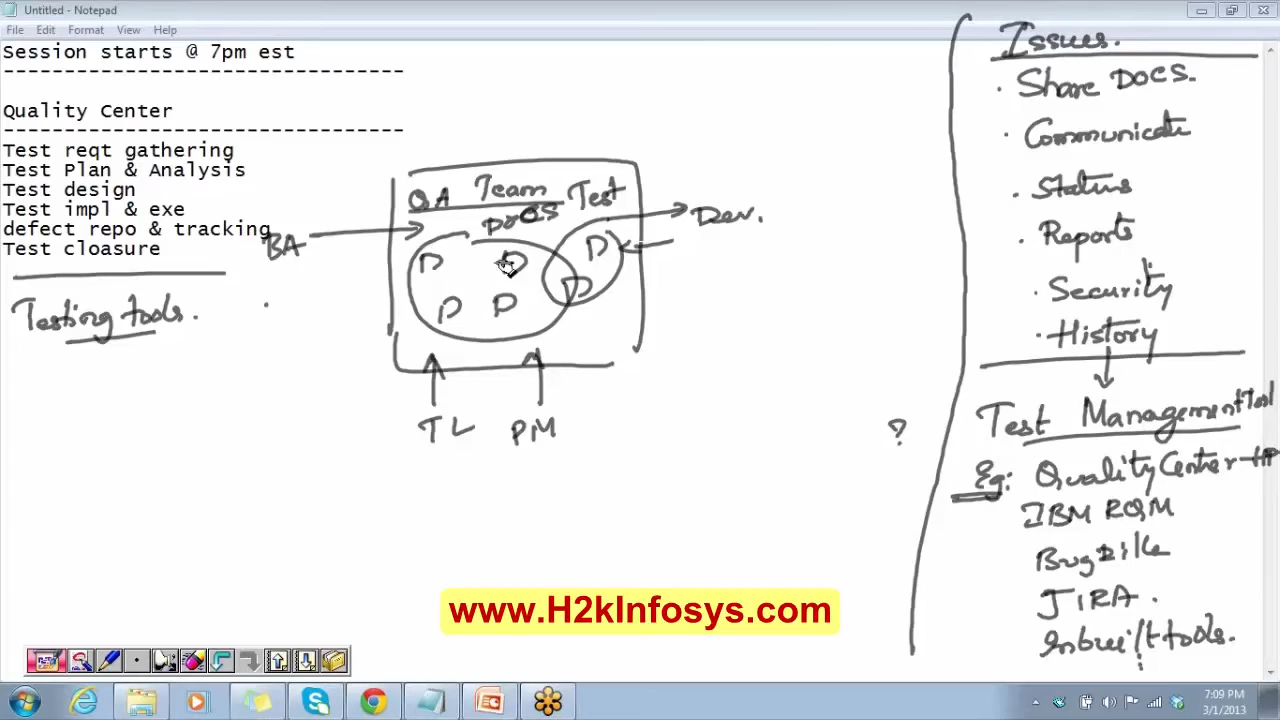 Untitled - Notepad
File Edit Format View Help
Session starts @ 7pm est
---------------------------------
Quality Center
---------------------------------
Test reqt gathering
Test Plan & Analysis
Test design
Test impl & exe
defect repo & tracking
Test cloasure
Testing tools.
BA
QA Team Test
DOCS
Dev.
D D D
D D D
TL PM
?
Issues.
· Share DOCS.
· Communicate
· Status
· Reports
· Security
· History
Test Management Tool
Eg: Quality Center - HP
IBM RQM
Bugzilla
JIRA.
Inbuilt tools.
www.H2kInfosys.com
7:09 PM
3/1/2013